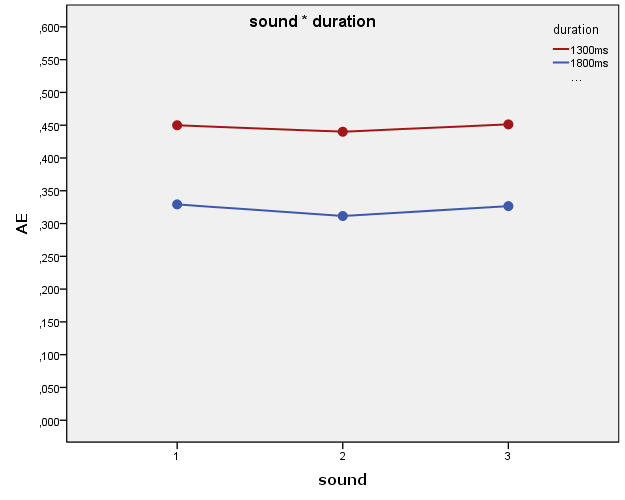 sound * duration
duration
1300ms
1800ms
...
,600
,550
,500
,450
,400
,350
,300
,250
,200
,150
,100
,050
,000
AE
1 2 3
sound